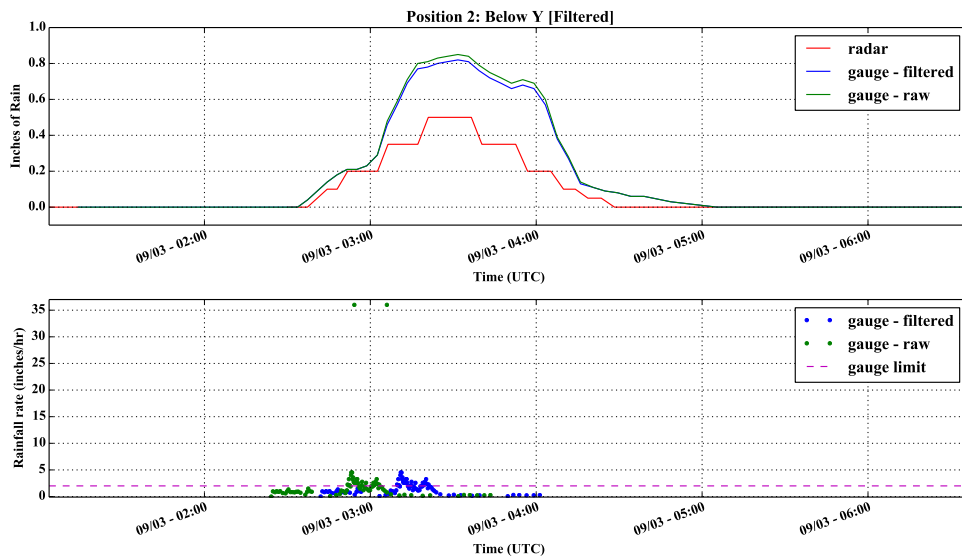 Position 2: Below Y [Filtered]
1.0
0.8
0.6
0.4
0.2
0.0
Inches of Rain
radar
gauge - filtered
gauge - raw
09/03 - 02:00
09/03 - 03:00
09/03 - 04:00
09/03 - 05:00
09/03 - 06:00
Time (UTC)
35
30
25
20
15
10
5
0
Rainfall rate (inches/hr)
gauge - filtered
gauge - raw
gauge limit
09/03 - 02:00
09/03 - 03:00
09/03 - 04:00
09/03 - 05:00
09/03 - 06:00
Time (UTC)